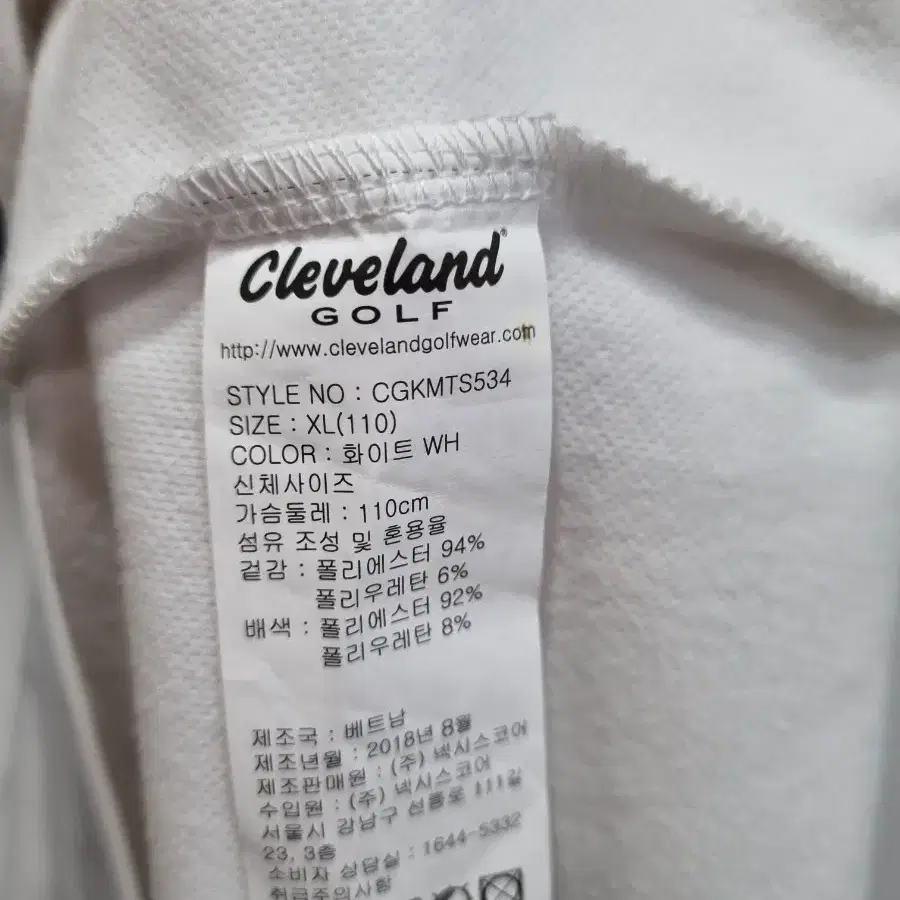 Cleveland®
GOLF
http://www.clevelandgolfwear.com
STYLE NO : CGKMTS534
SIZE : XL(110)
COLOR : 화이트 WH
신체사이즈
가슴둘레 : 110cm
섬유 조성 및 혼용율
겉감 : 폴리에스터 94%
폴리우레탄 6%
배색 : 폴리에스터 92%
폴리우레탄 8%
제조국 : 베트남
제조년월 : 2018년 8월
제조판매원 : (주) 넥시스코어
수입원 : (주) 넥시스코어
서울시 강남구 선릉로 111길
23, 3층
소비자 상담실 : 1644-5332
취급주의사항